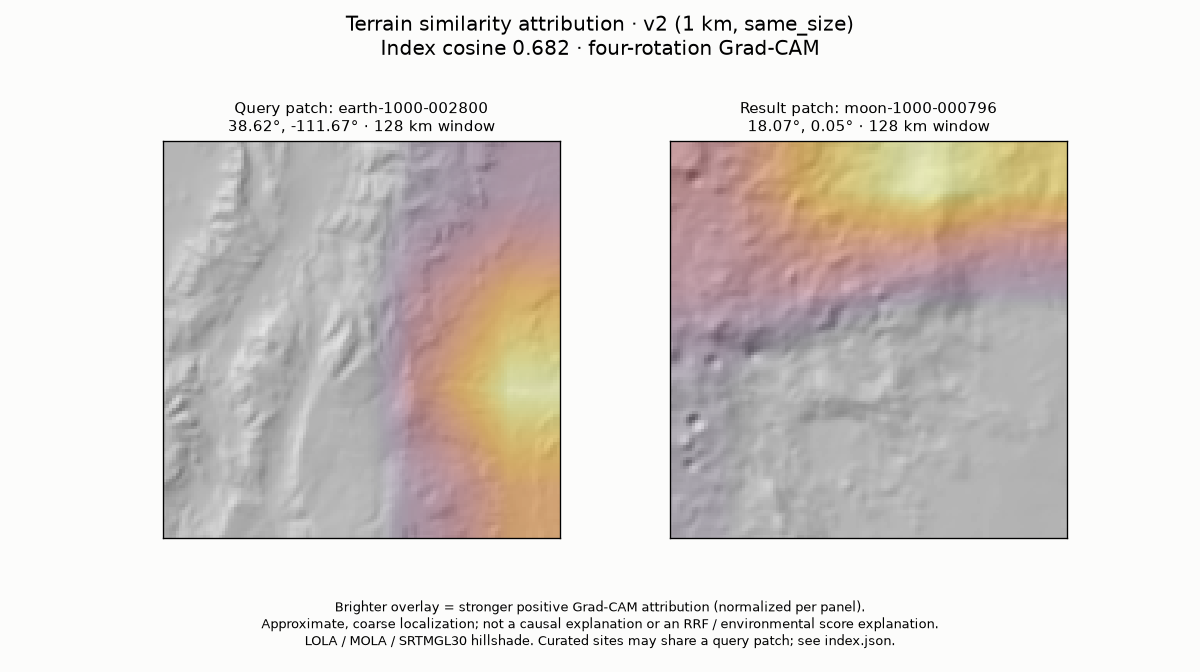 Terrain similarity attribution · v2 (1 km, same_size)
Index cosine 0.682 · four-rotation Grad-CAM
Query patch: earth-1000-002800
38.62°, -111.67° · 128 km window
Result patch: moon-1000-000796
18.07°, 0.05° · 128 km window
Brighter overlay = stronger positive Grad-CAM attribution (normalized per panel).
Approximate, coarse localization; not a causal explanation or an RRF / environmental score explanation.
LOLA / MOLA / SRTMGL30 hillshade. Curated sites may share a query patch; see index.json.